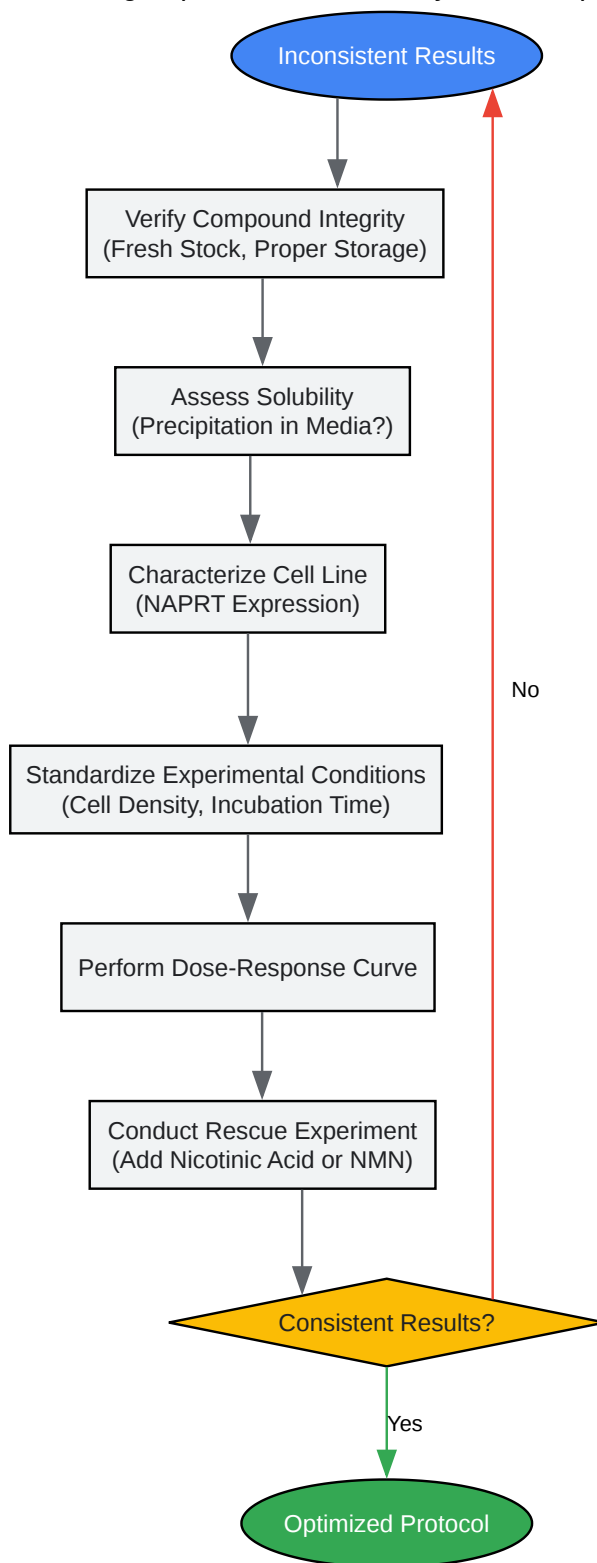 Inconsistent Results
Verify Compound Integrity
(Fresh Stock, Proper Storage)
Assess Solubility
(Precipitation in Media?)
Characterize Cell Line
(NAPRT Expression)
No
Standardize Experimental Conditions
(Cell Density, Incubation Time)
Perform Dose-Response Curve
Conduct Rescue Experiment
(Add Nicotinic Acid or NMN)
Consistent Results?
Yes
Optimized Protocol